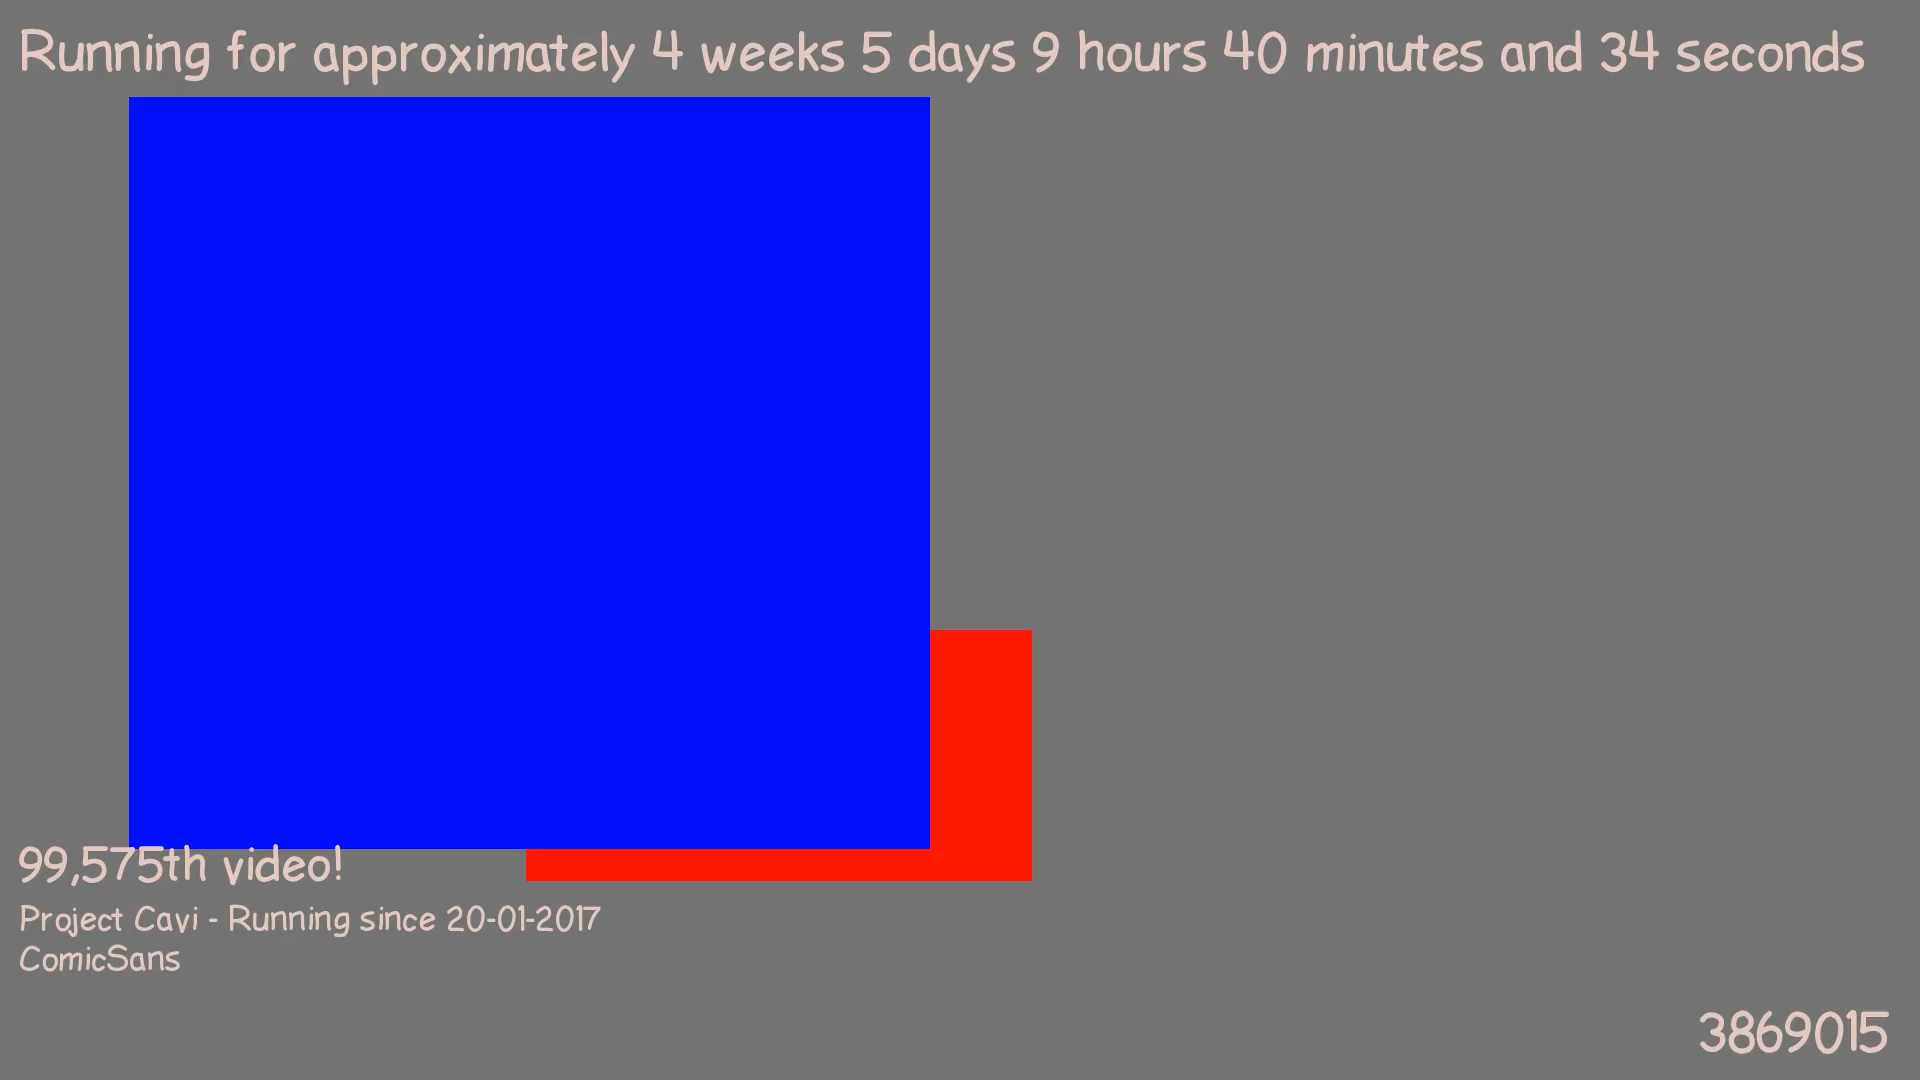 Running for approximately 4 weeks 5 days 9 hours 40 minutes and 34 seconds
99,575th video!
Project Cavi - Running since 20-01-2017
ComicSans
3869015